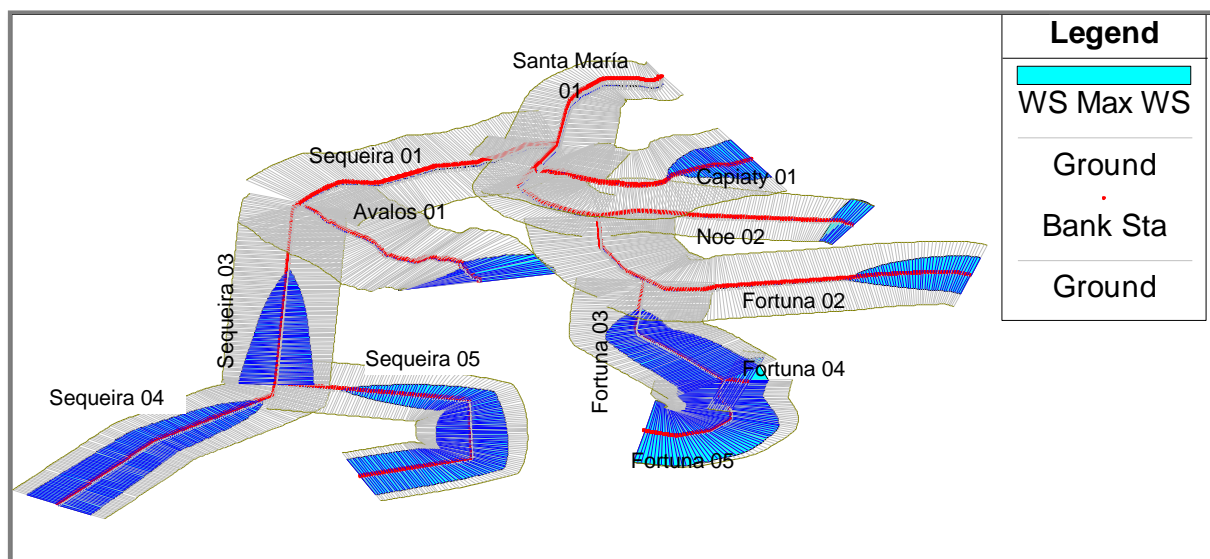 Santa María
01
Sequeira 01
Capiaty 01
Avalos 01
Noe 02
Sequeira 03
Fortuna 02
Fortuna 03
Sequeira 05
Fortuna 04
Sequeira 04
Fortuna 05
Legend
WS Max WS
Ground
Bank Sta
Ground